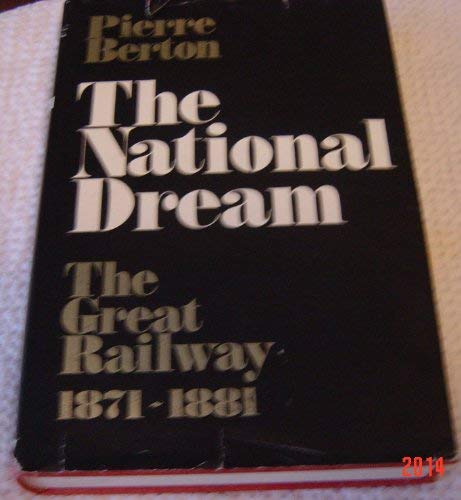 Pierre
Berton
The
National
Dream
The
Great
Railway
1871-1881
2014